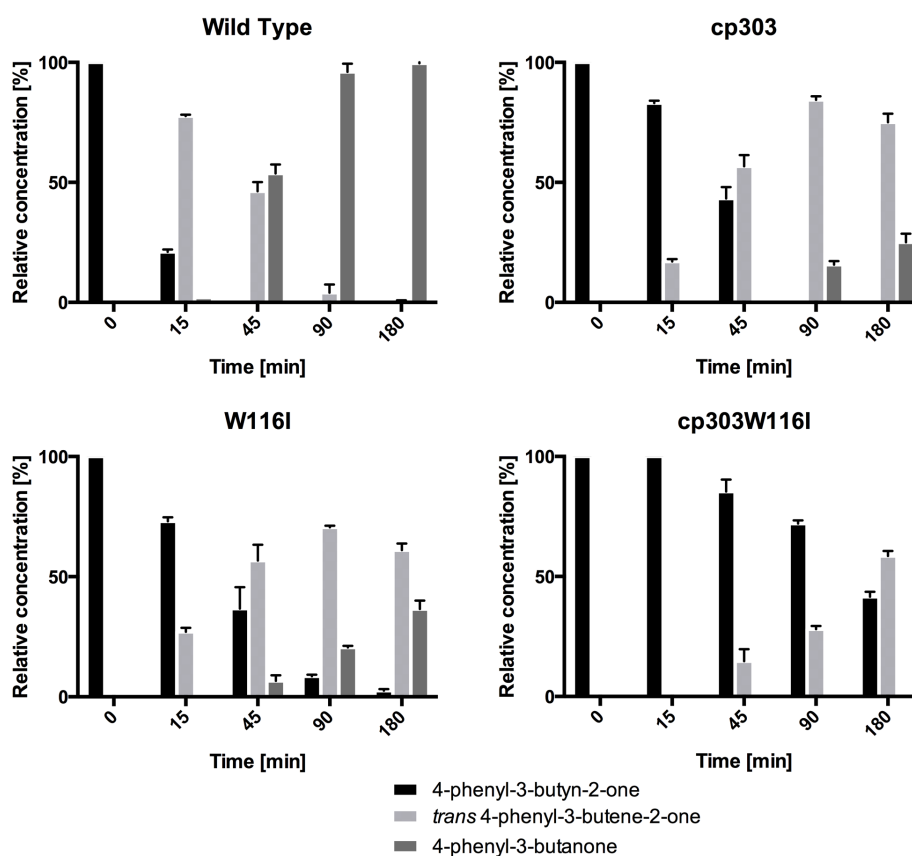 Wild Type
Relative concentration [%]
100
50
0
0 15 45 90 180
Time [min]
cp303
Relative concentration [%]
100
50
0
0 15 45 90 180
Time [min]
W116I
Relative concentration [%]
100
50
0
0 15 45 90 180
Time [min]
cp303W116I
Relative concentration [%]
100
50
0
0 15 45 90 180
Time [min]
4-phenyl-3-butyn-2-one
trans 4-phenyl-3-butene-2-one
4-phenyl-3-butanone